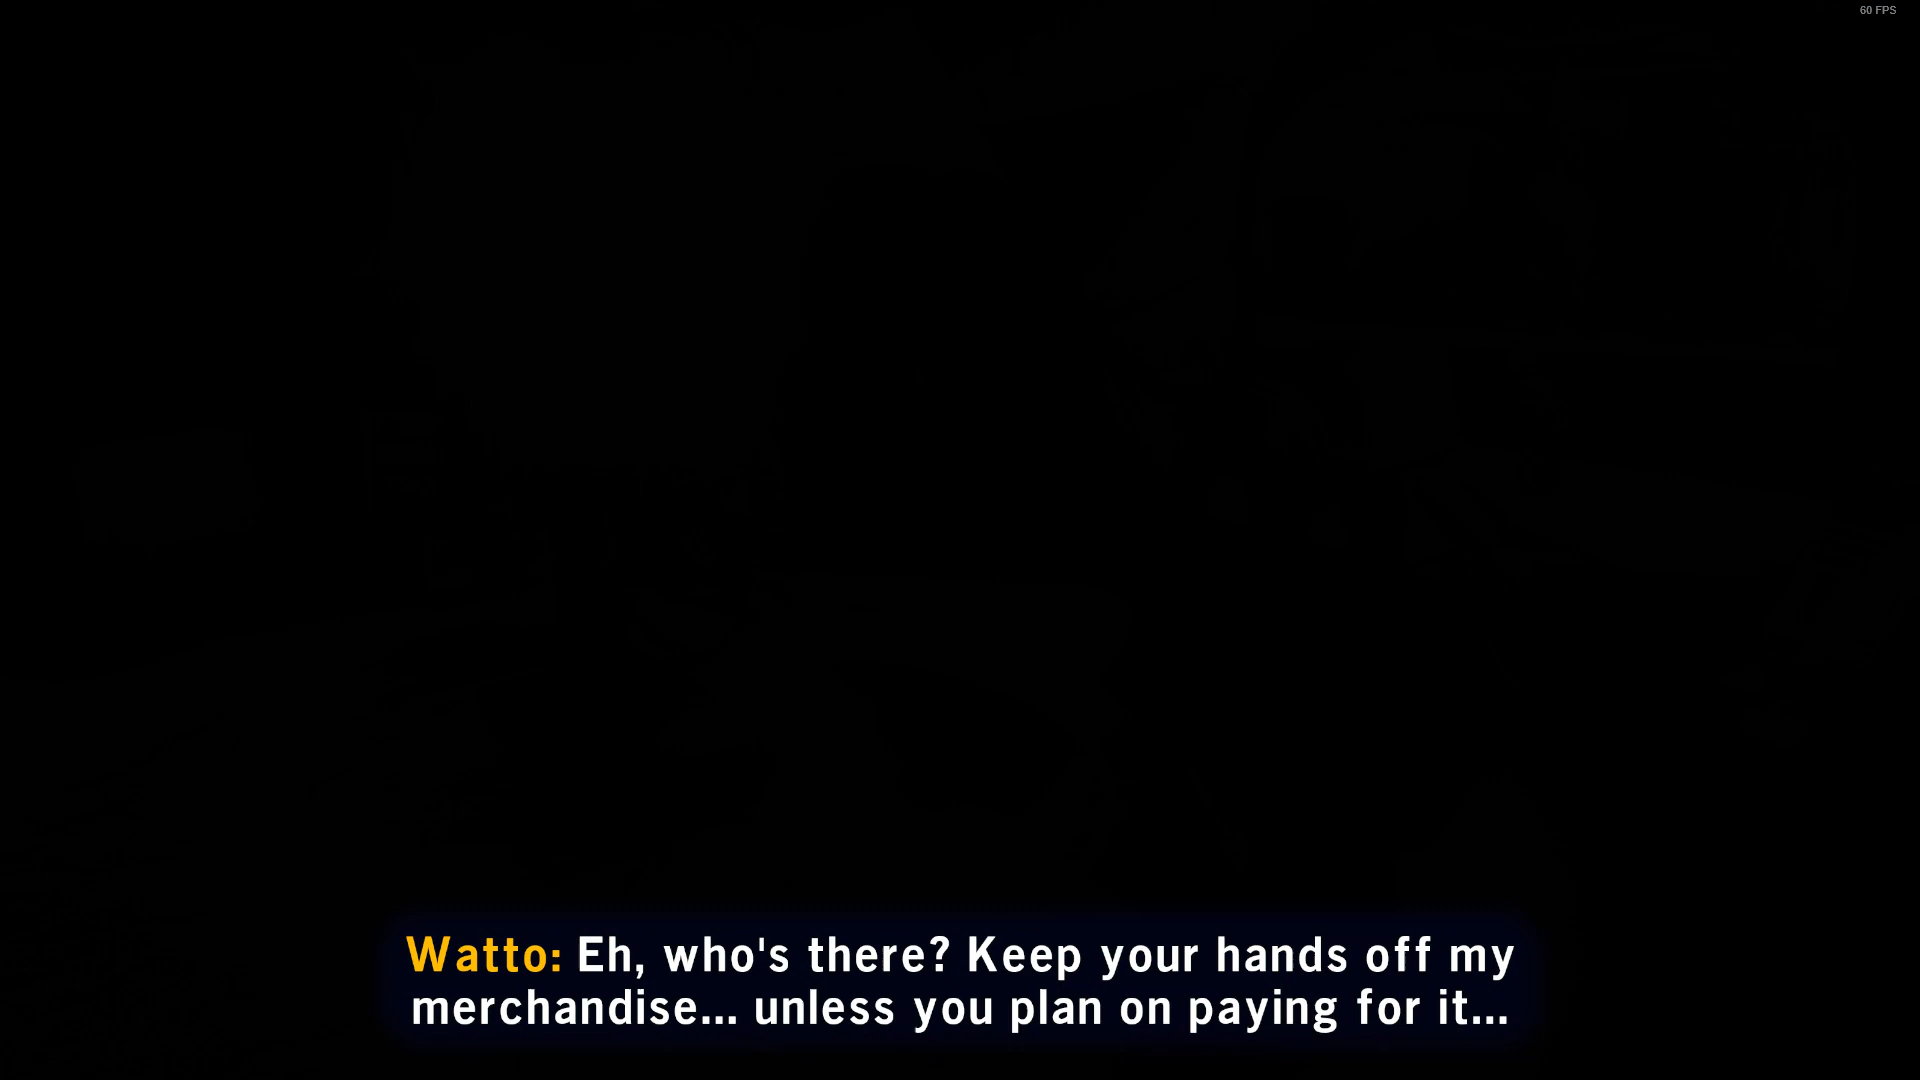 60 FPS
Watto: Eh, who's there? Keep your hands off my
merchandise... unless you plan on paying for it...